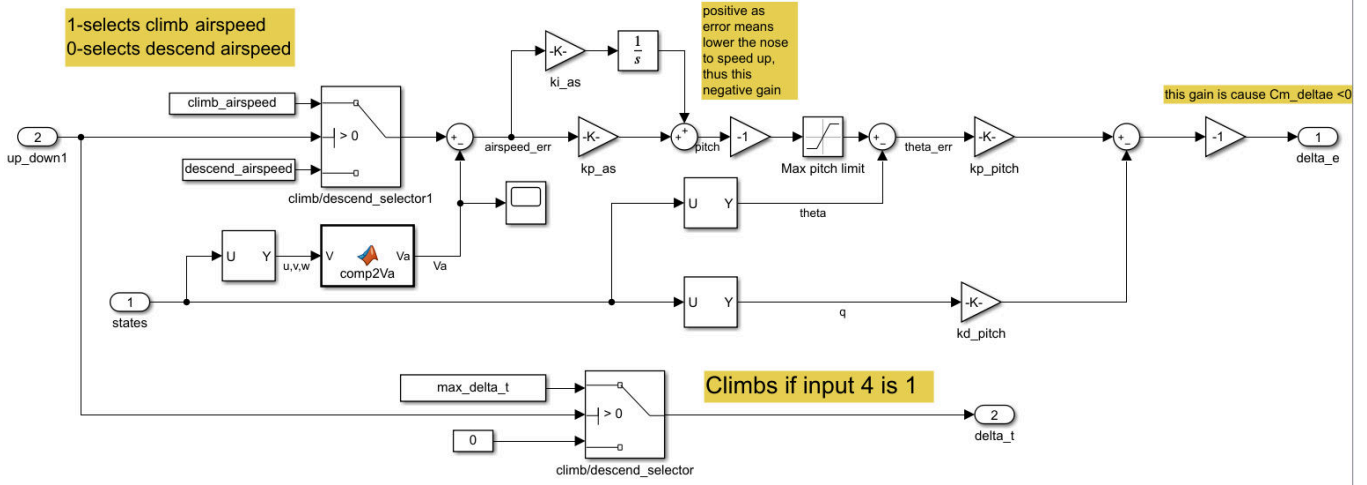 1-selects climb airspeed
0-selects descend airspeed
positive as
error means
lower the nose
to speed up,
thus this
negative gain
this gain is cause Cm_deltae <0
-K-
ki_as
1
s
climb_airspeed
> 0
descend_airspeed
climb/descend_selector1
2
up_down1
+
-
airspeed_err
-K-
kp_as
+
+
pitch
-1
Max pitch limit
+
-
theta_err
-K-
kp_pitch
+
-
-1
1
delta_e
U Y
theta
U Y
u,v,w
V Va
comp2Va
Va
1
states
U Y
q
-K-
kd_pitch
max_delta_t
> 0
0
climb/descend_selector
Climbs if input 4 is 1
2
delta_t